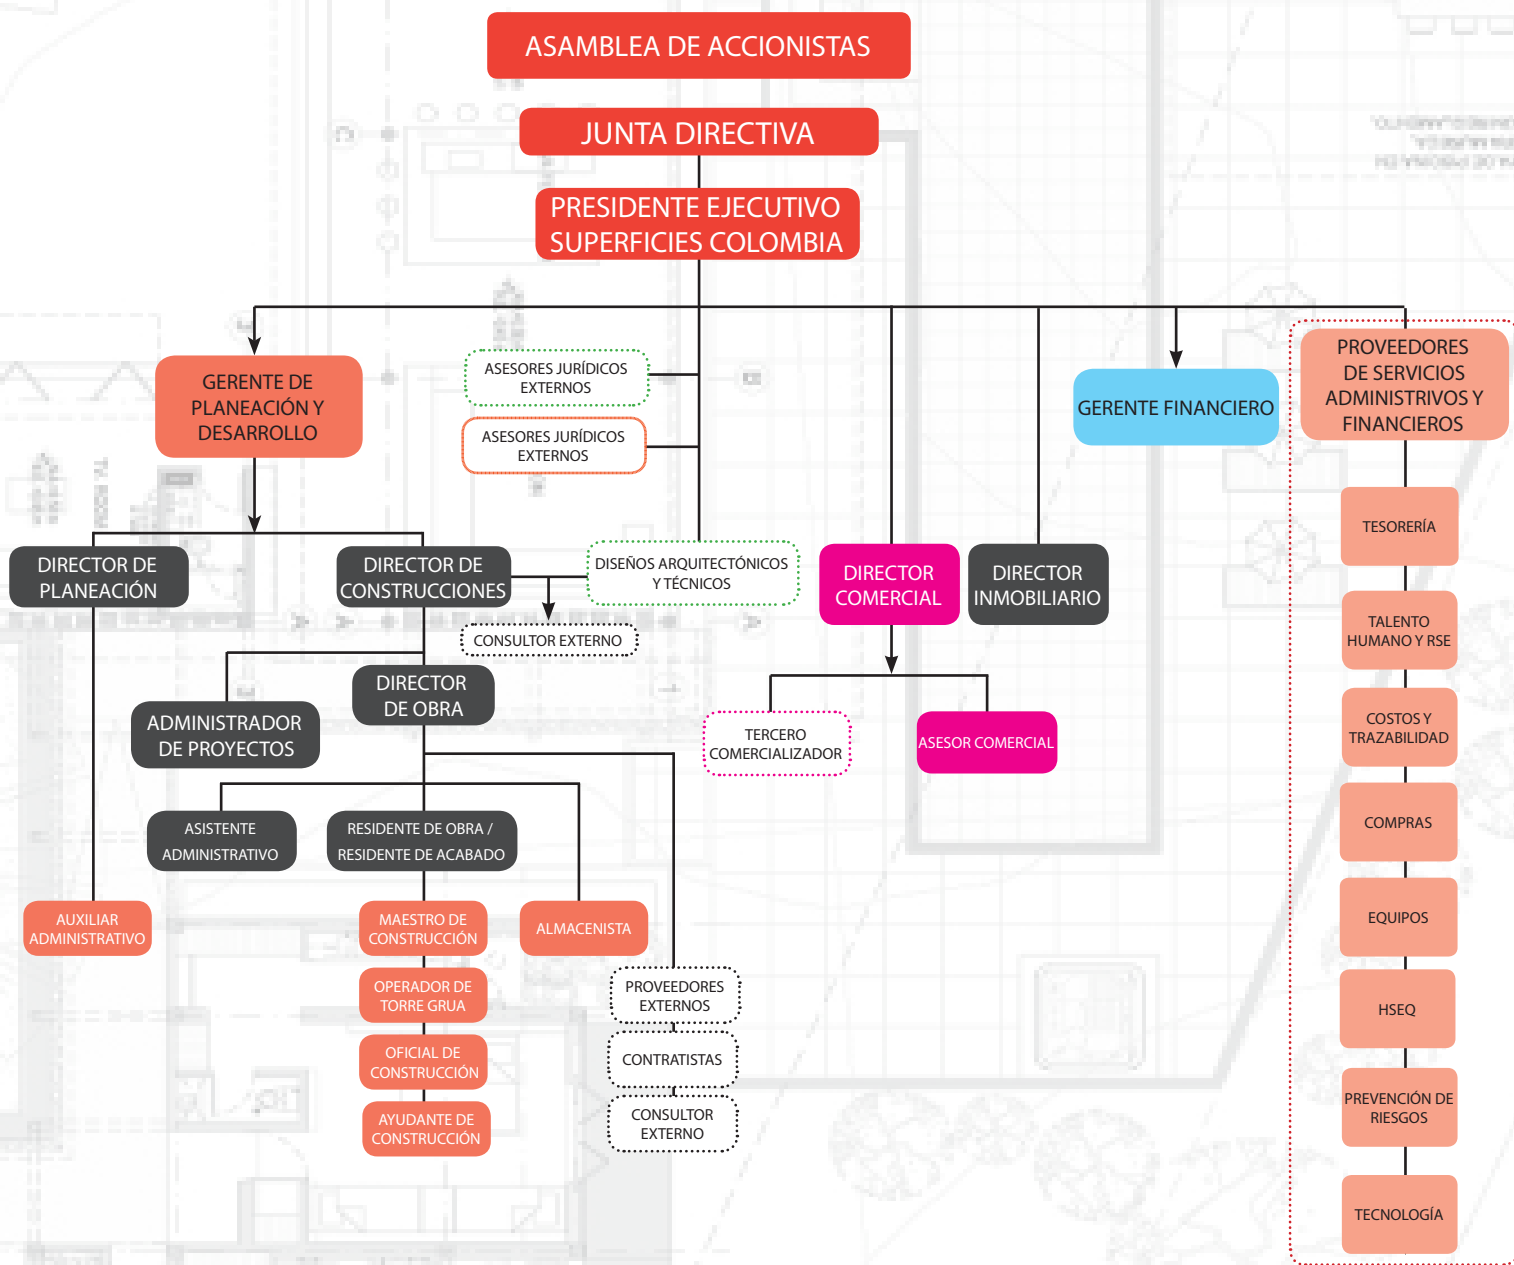 ASAMBLEA DE ACCIONISTAS
JUNTA DIRECTIVA
PRESIDENTE EJECUTIVO
SUPERFICIES COLOMBIA
GERENTE DE
PLANEACIÓN Y
DESARROLLO
ASESORES JURÍDICOS
EXTERNOS
ASESORES JURÍDICOS
EXTERNOS
GERENTE FINANCIERO
PROVEEDORES
DE SERVICIOS
ADMINISTRIVOS Y
FINANCIEROS
TESORERÍA
TALENTO
HUMANO Y RSE
COSTOS Y
TRAZABILIDAD
COMPRAS
EQUIPOS
HSEQ
PREVENCIÓN DE
RIESGOS
TECNOLOGÍA
DIRECTOR DE
PLANEACIÓN
DIRECTOR DE
CONSTRUCCIONES
DISEÑOS ARQUITECTÓNICOS
Y TÉCNICOS
CONSULTOR EXTERNO
DIRECTOR
COMERCIAL
DIRECTOR
INMOBILIARIO
ADMINISTRADOR
DE PROYECTOS
DIRECTOR
DE OBRA
TERCERO
COMERCIALIZADOR
ASESOR COMERCIAL
ASISTENTE
ADMINISTRATIVO
RESIDENTE DE OBRA /
RESIDENTE DE ACABADO
AUXILIAR
ADMINISTRATIVO
MAESTRO DE
CONSTRUCCIÓN
ALMACENISTA
OPERADOR DE
TORRE GRUA
OFICIAL DE
CONSTRUCCIÓN
AYUDANTE DE
CONSTRUCCIÓN
PROVEEDORES
EXTERNOS
CONTRATISTAS
CONSULTOR
EXTERNO